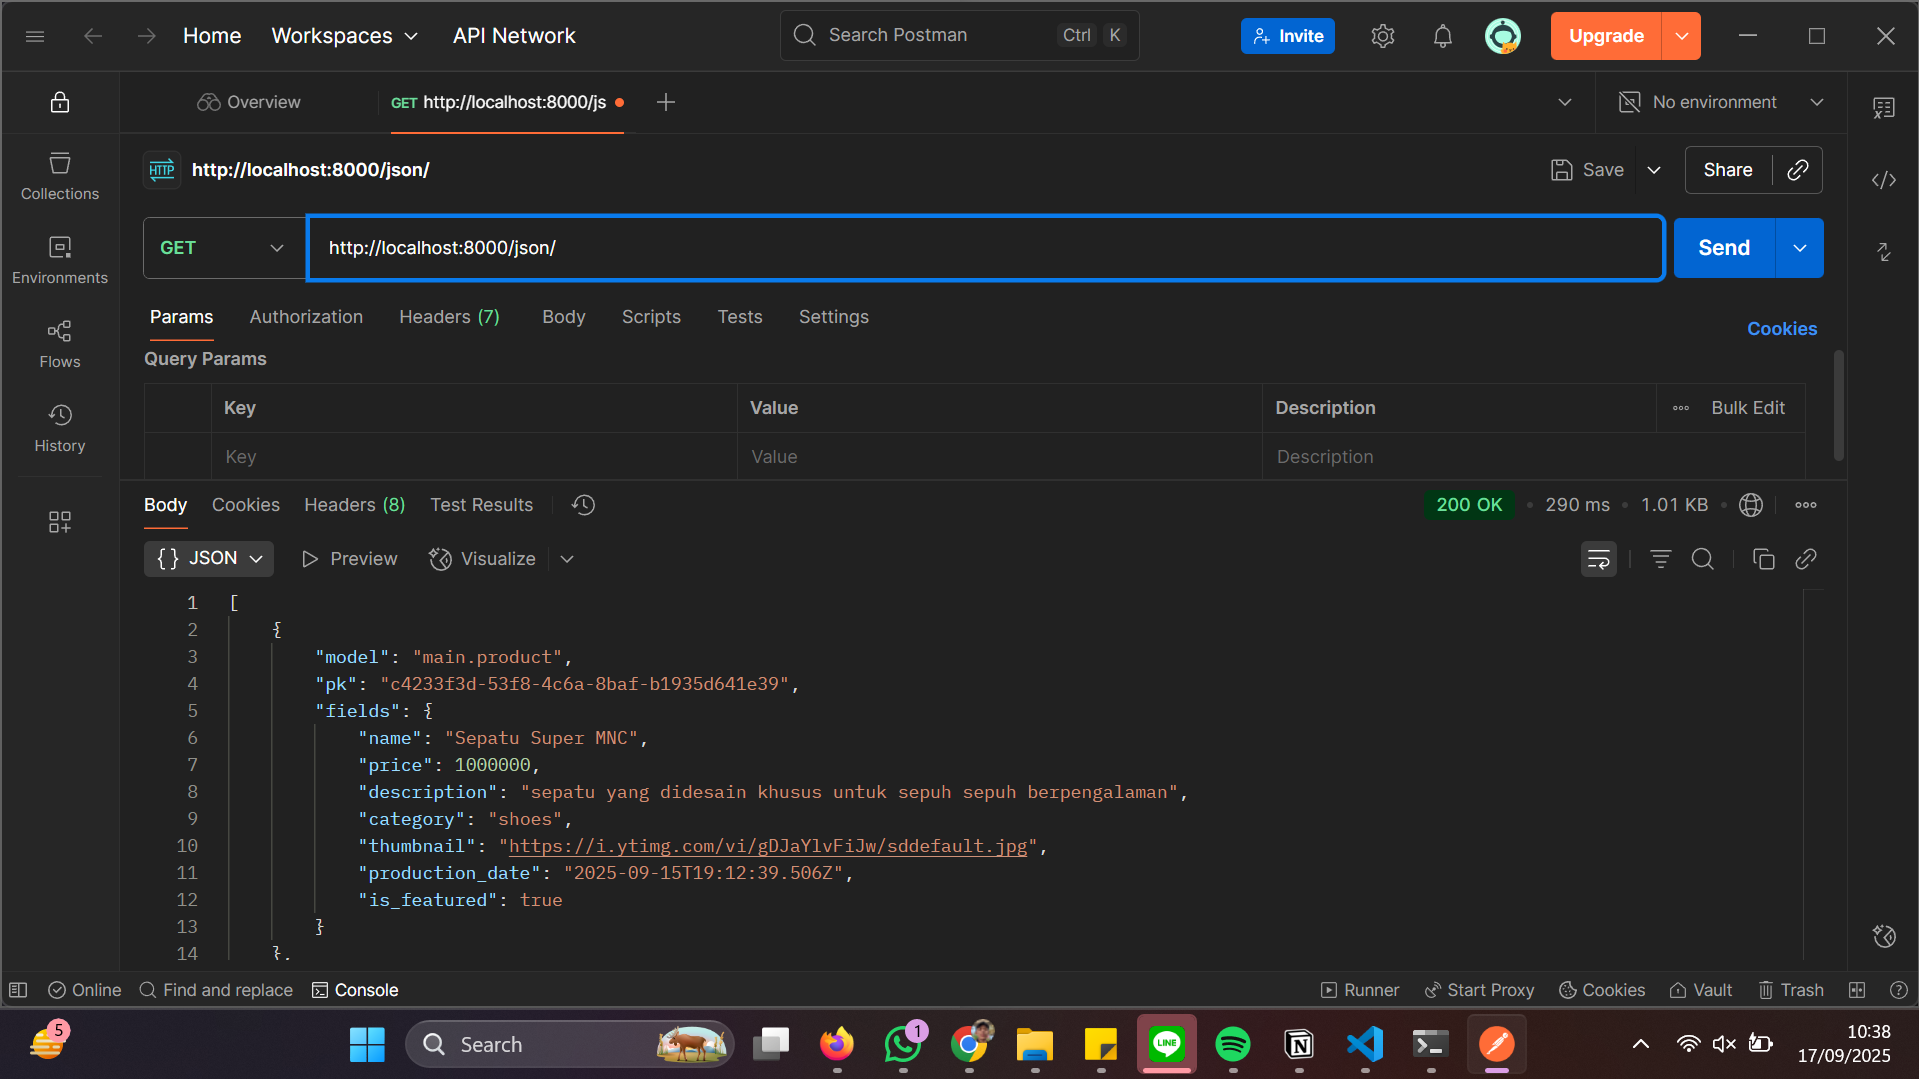 Home Workspaces API Network Search Postman Ctrl K Invite Upgrade
Overview GET http://localhost:8000/js No environment
HTTP http://localhost:8000/json/ Save Share
Collections
Environments
Flows
History
GET http://localhost:8000/json/ Send
Params Authorization Headers (7) Body Scripts Tests Settings Cookies
Query Params
Key Value Description Bulk Edit
Key Value Description
Body Cookies Headers (8) Test Results 200 OK • 290 ms • 1.01 KB
{} JSON Preview Visualize
1 [
2 {
3 "model": "main.product",
4 "pk": "c4233f3d-53f8-4c6a-8baf-b1935d641e39",
5 "fields": {
6 "name": "Sepatu Super MNC",
7 "price": 1000000,
8 "description": "sepatu yang didesain khusus untuk sepuh sepuh berpengalaman",
9 "category": "shoes",
10 "thumbnail": "https://i.ytimg.com/vi/gDJaYlvFiJw/sddefault.jpg",
11 "production_date": "2025-09-15T19:12:39.506Z",
12 "is_featured": true
13 }
14 },
Online Find and replace Console Runner Start Proxy Cookies Vault Trash
5 Search 1 LINE 10:38
17/09/2025